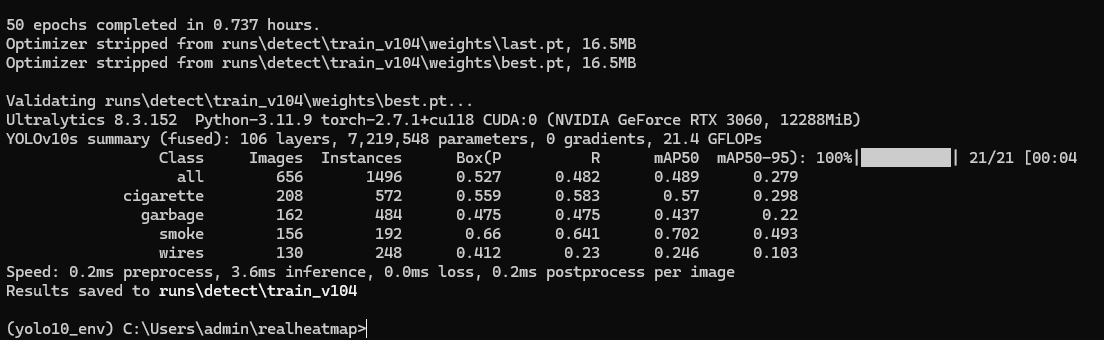 50 epochs completed in 0.737 hours.
Optimizer stripped from runs\detect\train_v104\weights\last.pt, 16.5MB
Optimizer stripped from runs\detect\train_v104\weights\best.pt, 16.5MB
Validating runs\detect\train_v104\weights\best.pt...
Ultralytics 8.3.152 Python-3.11.9 torch-2.7.1+cu118 CUDA:0 (NVIDIA GeForce RTX 3060, 12288MiB)
YOLOv10s summary (fused): 106 layers, 7,219,548 parameters, 0 gradients, 21.4 GFLOPs
Class Images Instances Box(P R mAP50 mAP50-95): 100%|██████████| 21/21 [00:04
all 656 1496 0.527 0.482 0.489 0.279
cigarette 208 572 0.559 0.583 0.57 0.298
garbage 162 484 0.475 0.475 0.437 0.22
smoke 156 192 0.66 0.641 0.702 0.493
wires 130 248 0.412 0.23 0.246 0.103
Speed: 0.2ms preprocess, 3.6ms inference, 0.0ms loss, 0.2ms postprocess per image
Results saved to runs\detect\train_v104
(yolo10_env) C:\Users\admin\realheatmap>